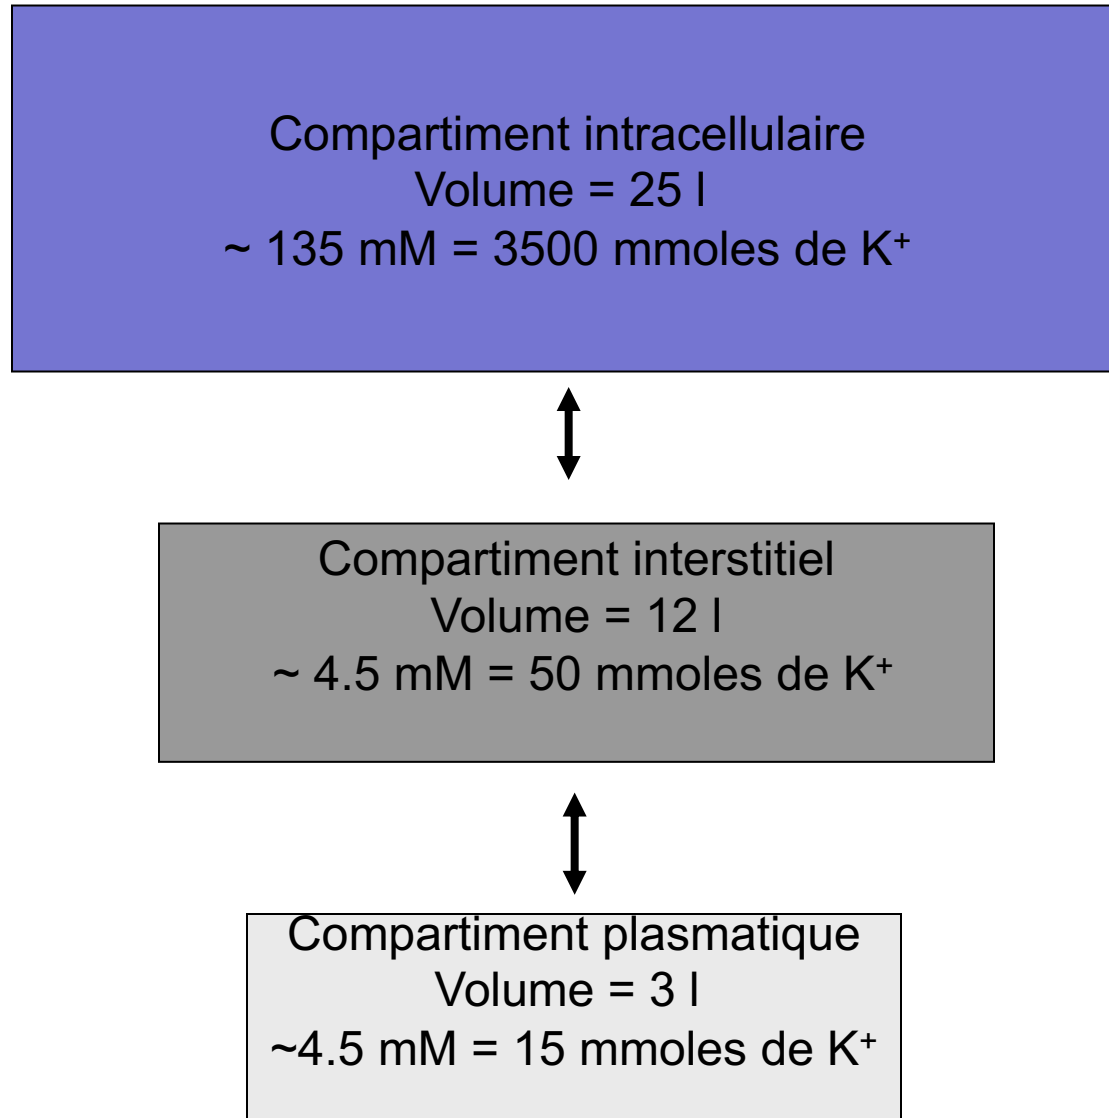 Compartiment intracellulaire
Volume = 25 l
~ 135 mM = 3500 mmoles de K⁺
Compartiment interstitiel
Volume = 12 l
~ 4.5 mM = 50 mmoles de K⁺
Compartiment plasmatique
Volume = 3 l
~4.5 mM = 15 mmoles de K⁺